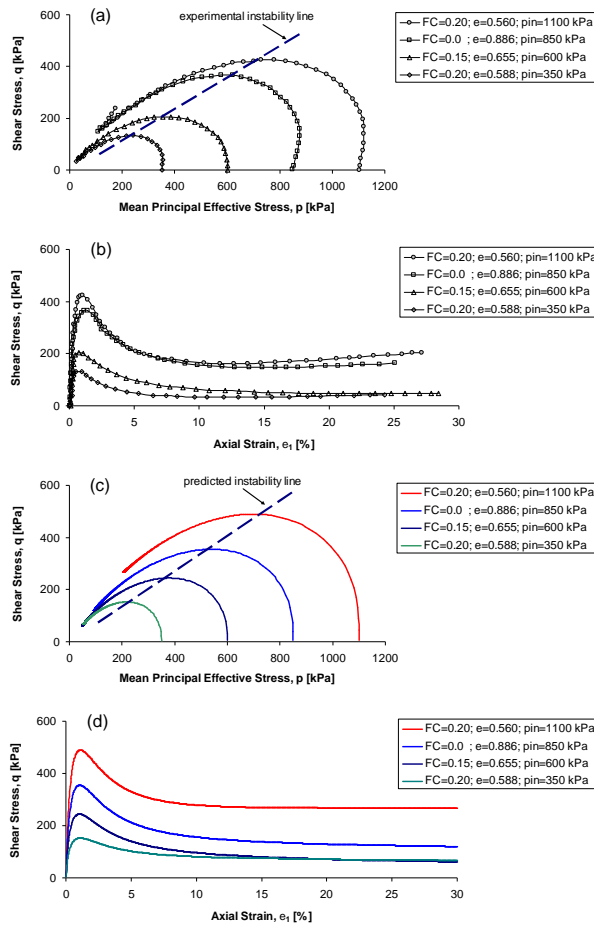 (a)
experimental instability line
FC=0.20; e=0.560; pin=1100 kPa
FC=0.0 ; e=0.886; pin=850 kPa
FC=0.15; e=0.655; pin=600 kPa
FC=0.20; e=0.588; pin=350 kPa
Shear Stress, q [kPa]
600
400
200
0
0 200 400 600 800 1000 1200
Mean Principal Effective Stress, p [kPa]
(b)
FC=0.20; e=0.560; pin=1100 kPa
FC=0.0 ; e=0.886; pin=850 kPa
FC=0.15; e=0.655; pin=600 kPa
FC=0.20; e=0.588; pin=350 kPa
Shear Stress, q [kPa]
600
400
200
0
0 5 10 15 20 25 30
Axial Strain, e1 [%]
(c)
predicted instability line
FC=0.20; e=0.560; pin=1100
FC=0.0 ; e=0.886; pin=850 kPa
FC=0.15; e=0.655; pin=600 kPa
FC=0.20; e=0.588; pin=350 kPa
Shear Stress, q [kPa]
600
400
200
0
0 200 400 600 800 1000 1200
Mean Principal Effective Stress, p [kPa]
(d)
FC=0.20; e=0.560; pin=1100
FC=0.0 ; e=0.886; pin=850 kPa
FC=0.15; e=0.655; pin=600 kPa
FC=0.20; e=0.588; pin=350 kPa
Shear Stress, q [kPa]
600
400
200
0
0 5 10 15 20 25 30
Axial Strain, e1 [%]